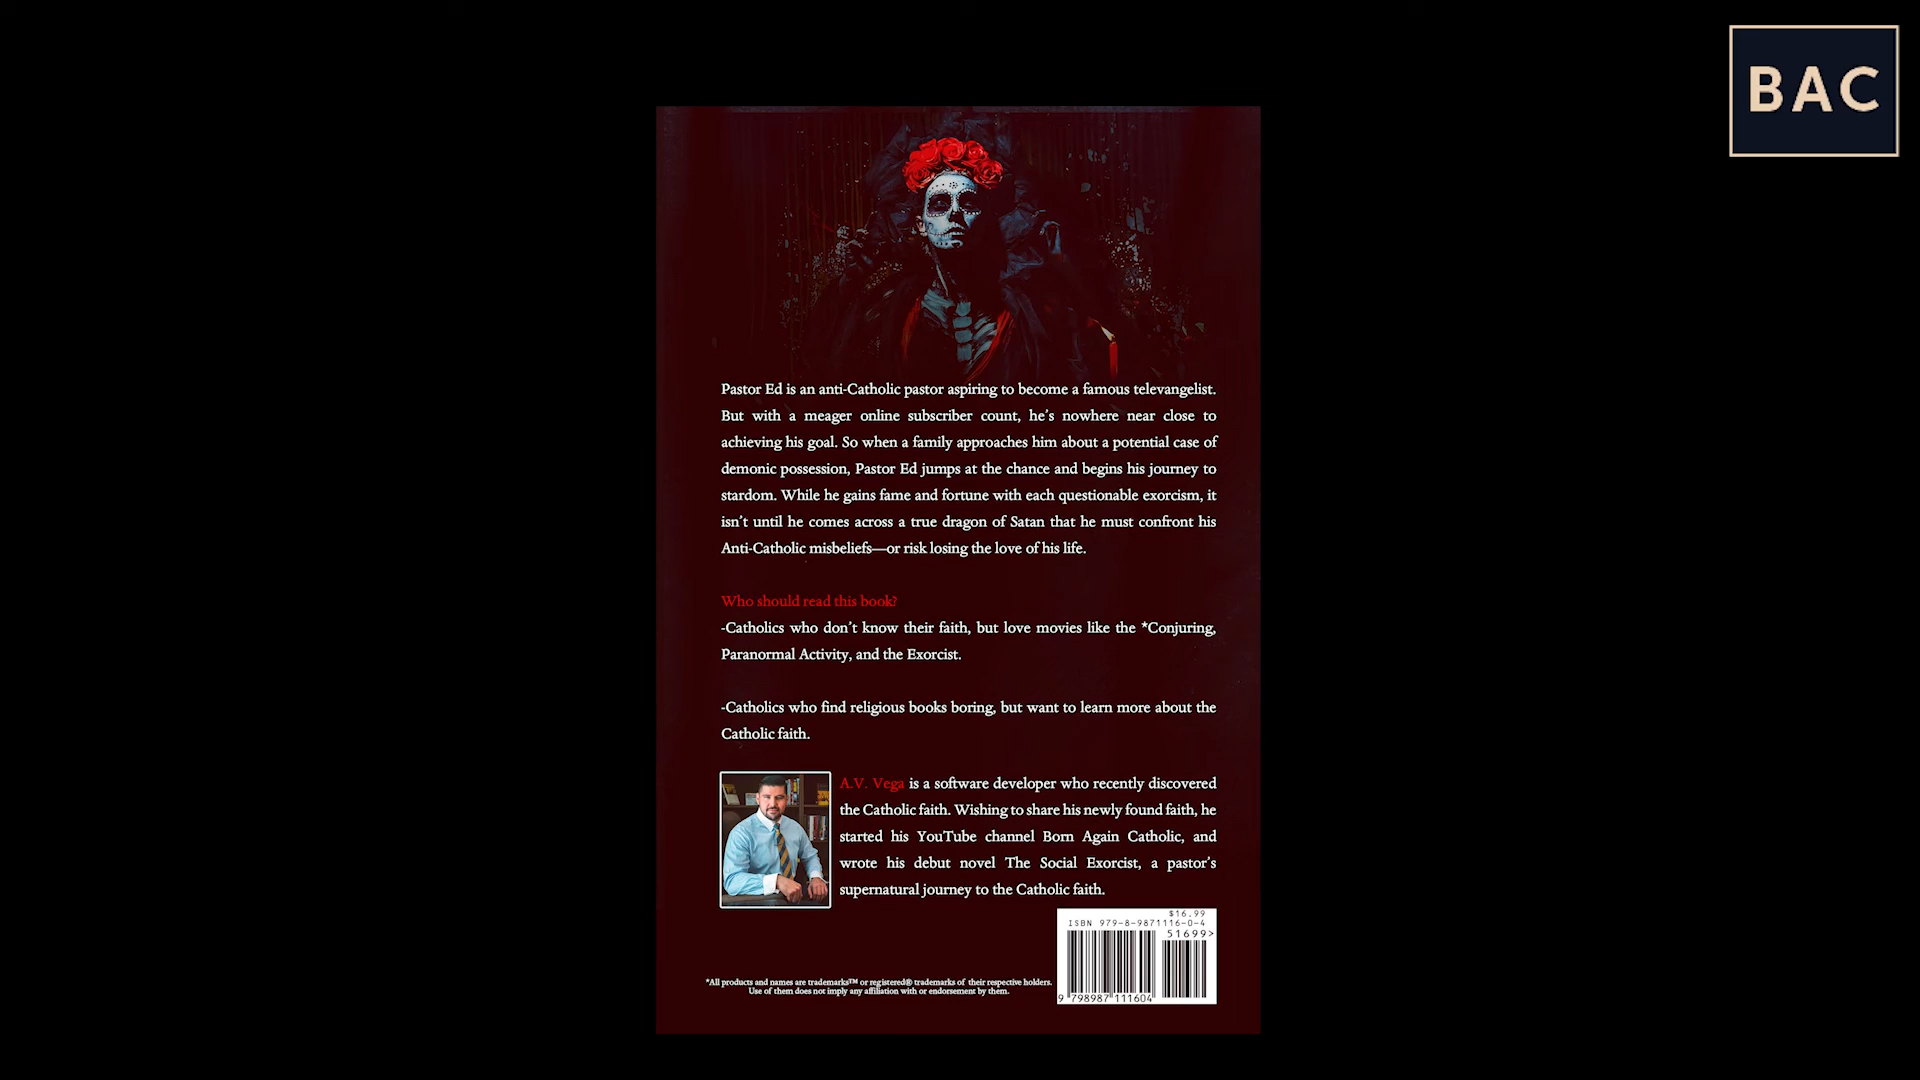 BAC
Pastor Ed is an anti-Catholic pastor aspiring to become a famous televangelist.
But with a meager online subscriber count, he's nowhere near close to
achieving his goal. So when a family approaches him about a potential case of
demonic possession, Pastor Ed jumps at the chance and begins his journey to
stardom. While he gains fame and fortune with each questionable exorcism, it
isn't until he comes across a true dragon of Satan that he must confront his
Anti-Catholic misbeliefs—or risk losing the love of his life.
Who should read this book?
-Catholics who don't know their faith, but love movies like the *Conjuring,
Paranormal Activity, and the Exorcist.
-Catholics who find religious books boring, but want to learn more about the
Catholic faith.
A.V. Vega is a software developer who recently discovered
the Catholic faith. Wishing to share his newly found faith, he
started his YouTube channel Born Again Catholic, and
wrote his debut novel The Social Exorcist, a pastor's
supernatural journey to the Catholic faith.
$16.99
ISBN 979-8-9871116-0-4
51699>
9 798987 111604
*All products and names are trademarks™ or registered® trademarks of their respective holders.
Use of them does not imply any affiliation with or endorsement by them.